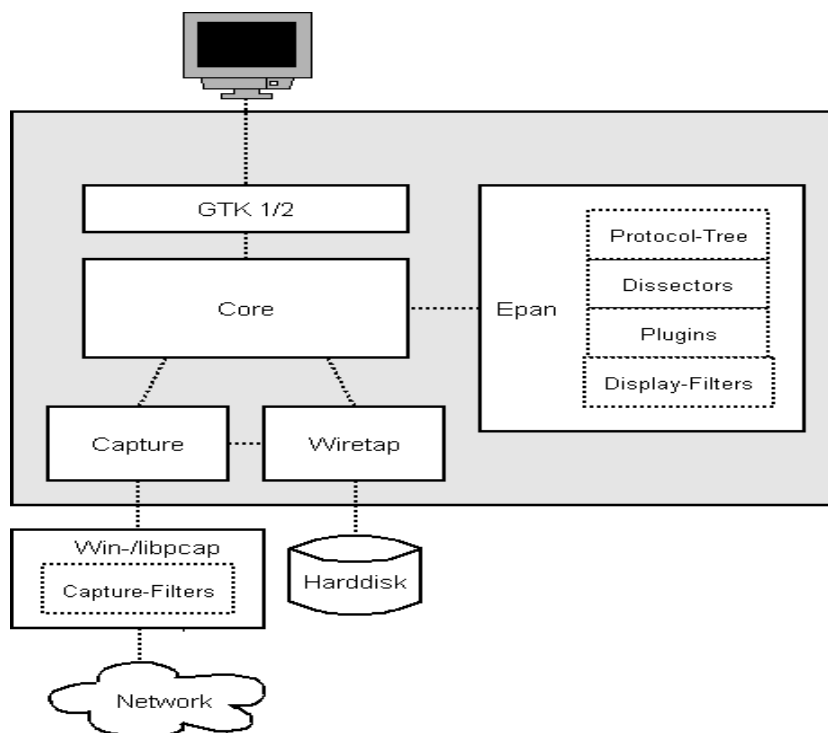 GTK 1/2
Core
Epan
Protocol-Tree
Dissectors
Plugins
Display-Filters
Capture
Wiretap
Win-/libpcap
Capture-Filters
Harddisk
Network